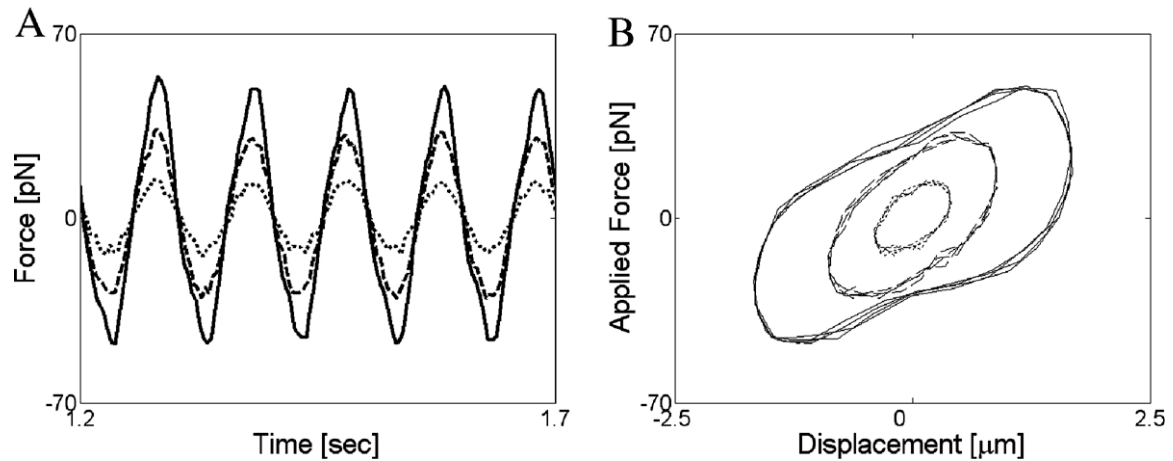 A
70
0
-70
Force [pN]
1.2
1.7
Time [sec]
B
70
0
-70
Applied Force [pN]
-2.5
0
2.5
Displacement [μm]